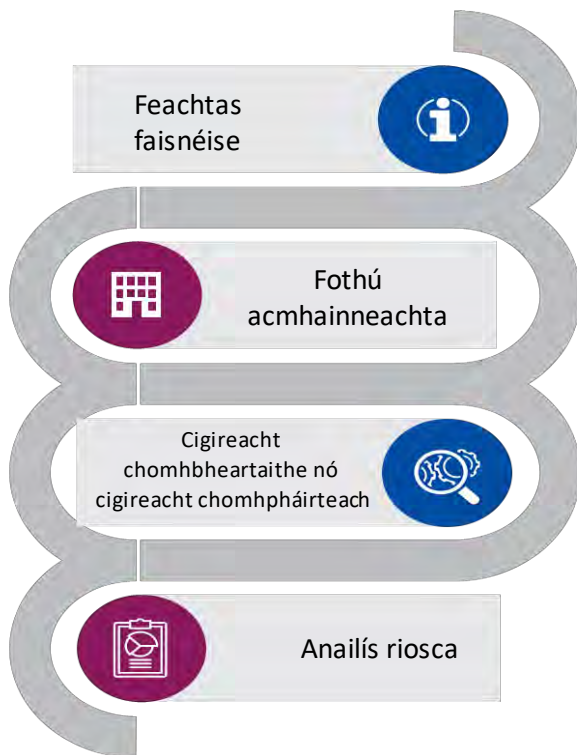 Feachtas
faisnéise
Fothú
acmhainneachta
Cigireacht
chomhbheartaithe nó
cigireacht chomhpháirteach
Anailís riosca